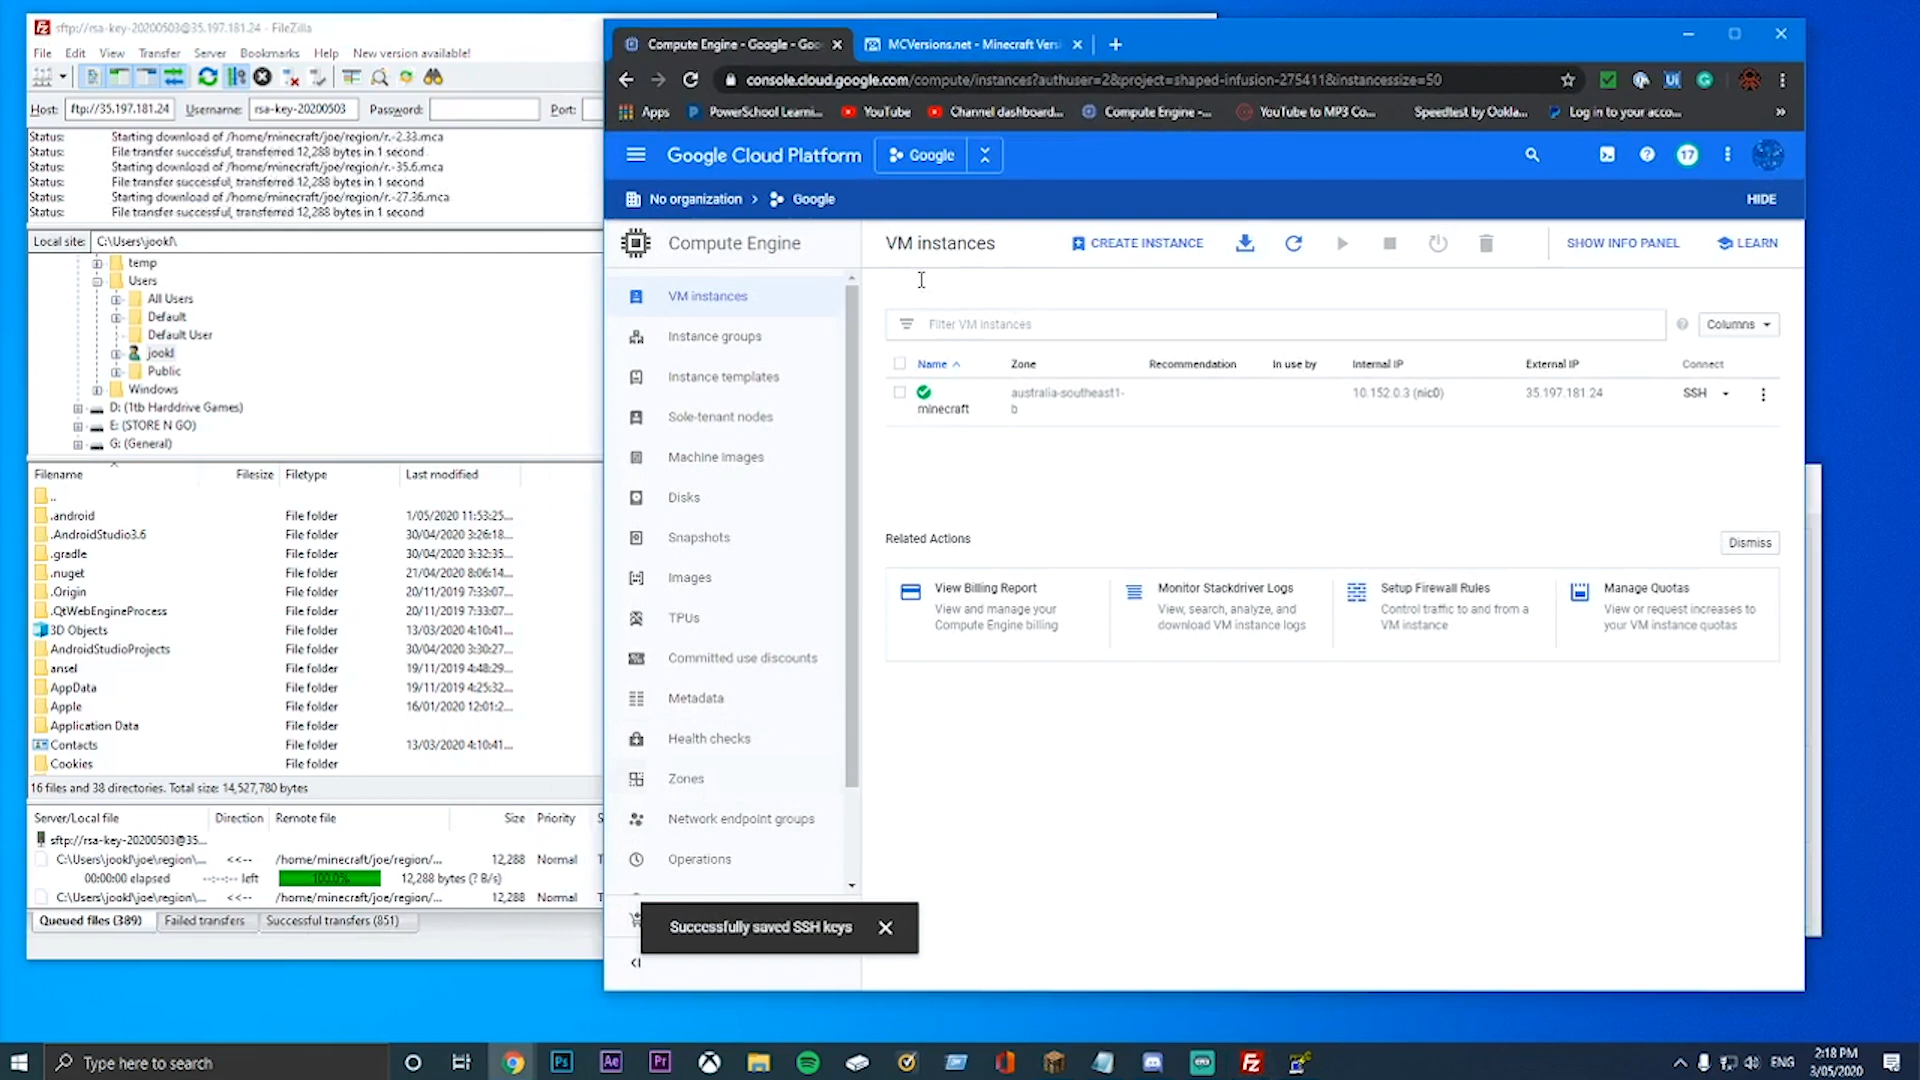 sftp://rsa-key-20200503@35.197.181.24 - FileZilla
File Edit View Transfer Server Bookmarks Help New version available!
Host: ftp://35.197.181.24 Username: rsa-key-20200503 Password: Port:
Status: Starting download of /home/minecraft/joe/region/r.-2.33.mca
Status: File transfer successful, transferred 12,288 bytes in 1 second
Status: Starting download of /home/minecraft/joe/region/r.-35.6.mca
Status: File transfer successful, transferred 12,288 bytes in 1 second
Status: Starting download of /home/minecraft/joe/region/r.-27.36.mca
Status: File transfer successful, transferred 12,288 bytes in 1 second
Local site: C:\Users\jookl\
temp
Users
All Users
Default
Default User
jookl
Public
Windows
D: (1tb Harddrive Games)
E: (STORE N GO)
G: (General)
Filename Filesize Filetype Last modified
..
.android File folder 1/05/2020 11:53:25...
.AndroidStudio3.6 File folder 30/04/2020 3:26:18...
.gradle File folder 30/04/2020 3:32:35...
.nuget File folder 21/04/2020 8:06:14...
.Origin File folder 20/11/2019 7:33:07...
.QtWebEngineProcess File folder 20/11/2019 7:33:07...
3D Objects File folder 13/03/2020 4:10:41...
AndroidStudioProjects File folder 30/04/2020 3:30:27...
ansel File folder 19/11/2019 4:48:29...
AppData File folder 19/11/2019 4:25:32...
Apple File folder 16/01/2020 12:01:2...
Application Data File folder
Contacts File folder 13/03/2020 4:10:41...
Cookies File folder
16 files and 38 directories. Total size: 14,527,780 bytes
Server/Local file Direction Remote file Size Priority S
sftp://rsa-key-20200503@35...
C:\Users\jookl\joe\region\... <<-- /home/minecraft/joe/region/... 12,288 Normal T
00:00:00 elapsed --:--:-- left 100.0% 12,288 bytes (? B/s)
C:\Users\jookl\joe\region\... <<-- /home/minecraft/joe/region/... 12,288 Normal T
Queued files (389) Failed transfers Successful transfers (851)
Compute Engine - Google - Goo MCVersions.net - Minecraft Versi
console.cloud.google.com/compute/instances?authuser=2&project=shaped-infusion-275411&instancessize=50
Apps PowerSchool Learni... YouTube Channel dashboard... Compute Engine -... YouTube to MP3 Co... Speedtest by Ookla... Log in to your acco... »
Google Cloud Platform Google 17
No organization > Google HIDE
Compute Engine
VM instances CREATE INSTANCE SHOW INFO PANEL LEARN
VM instances
Instance groups
Instance templates
Sole-tenant nodes
Machine images
Disks
Snapshots
Images
TPUs
Committed use discounts
Metadata
Health checks
Zones
Network endpoint groups
Operations
Filter VM instances Columns
Name Zone Recommendation In use by Internal IP External IP Connect
minecraft australia-southeast1-b 10.152.0.3 (nic0) 35.197.181.24 SSH
Related Actions Dismiss
View Billing Report
View and manage your
Compute Engine billing
Monitor Stackdriver Logs
View, search, analyze, and
download VM instance logs
Setup Firewall Rules
Control traffic to and from a
VM instance
Manage Quotas
View or request increases to
your VM instance quotas
Successfully saved SSH keys
Type here to search
Ps Ae Pr
ENG
2:18 PM
3/05/2020